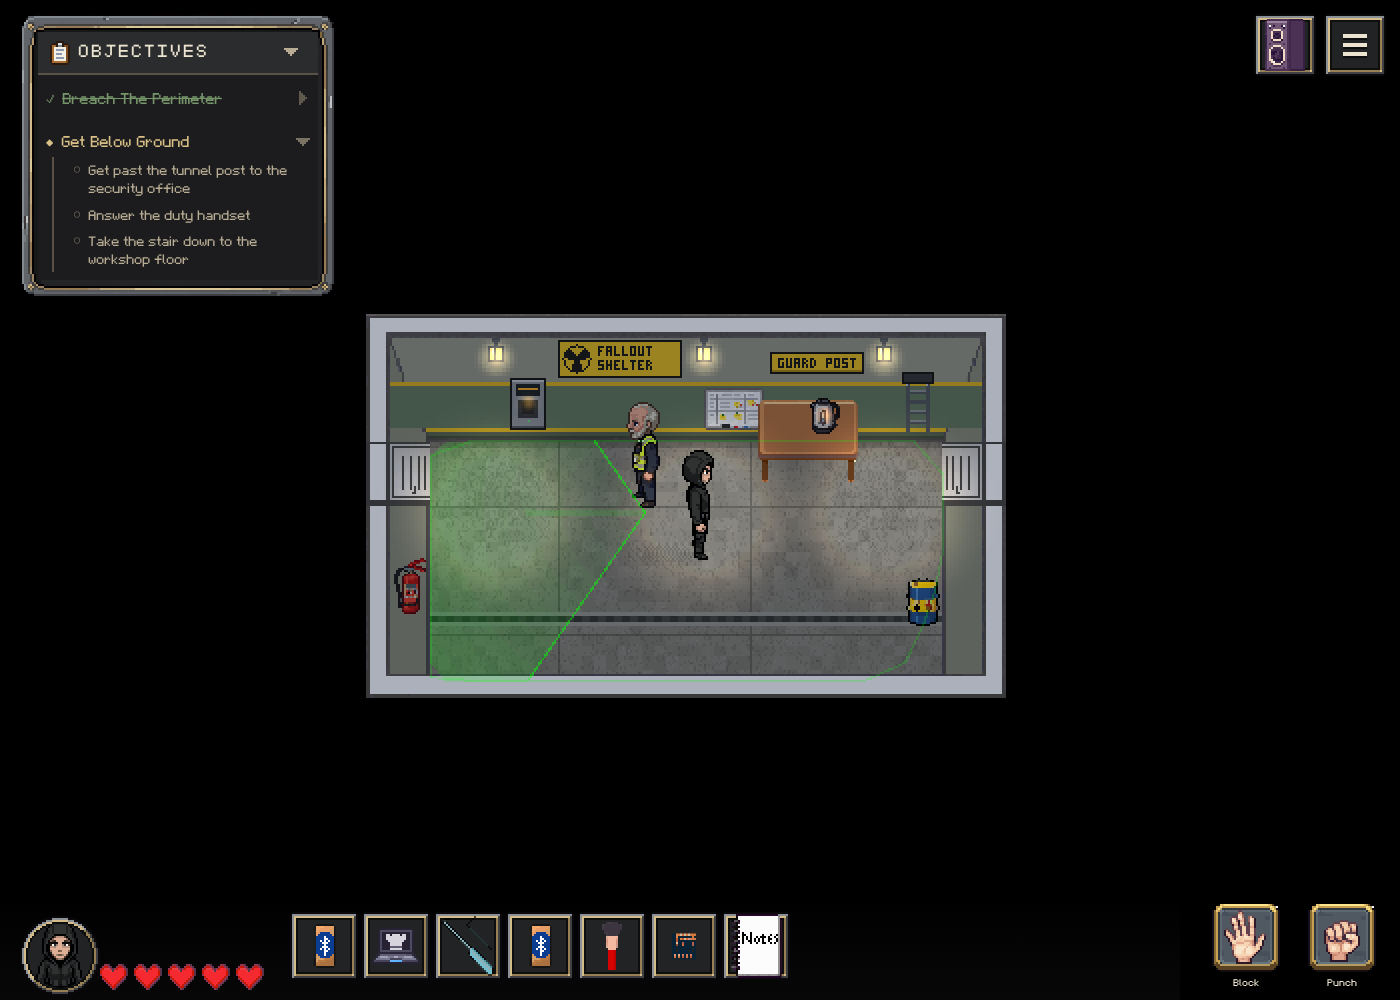 OBJECTIVES
Breach The Perimeter
Get Below Ground
Get past the tunnel post to the
security office
Answer the duty handset
Take the stair down to the
workshop floor
FALLOUT
SHELTER
GUARD POST
Notes
Block
Punch